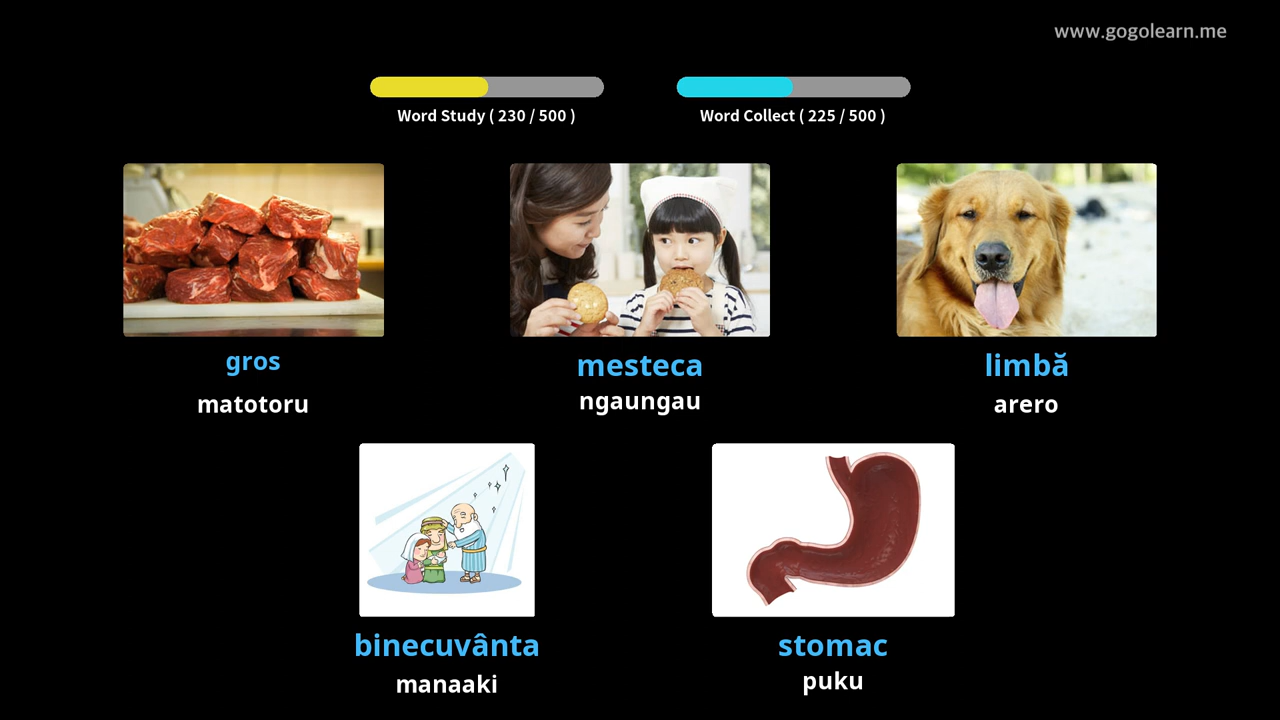 www.gogolearn.me
Word Study ( 230 / 500 )
Word Collect ( 225 / 500 )
gros
matotoru
mesteca
ngaungau
limbă
arero
binecuvânta
manaaki
stomac
puku